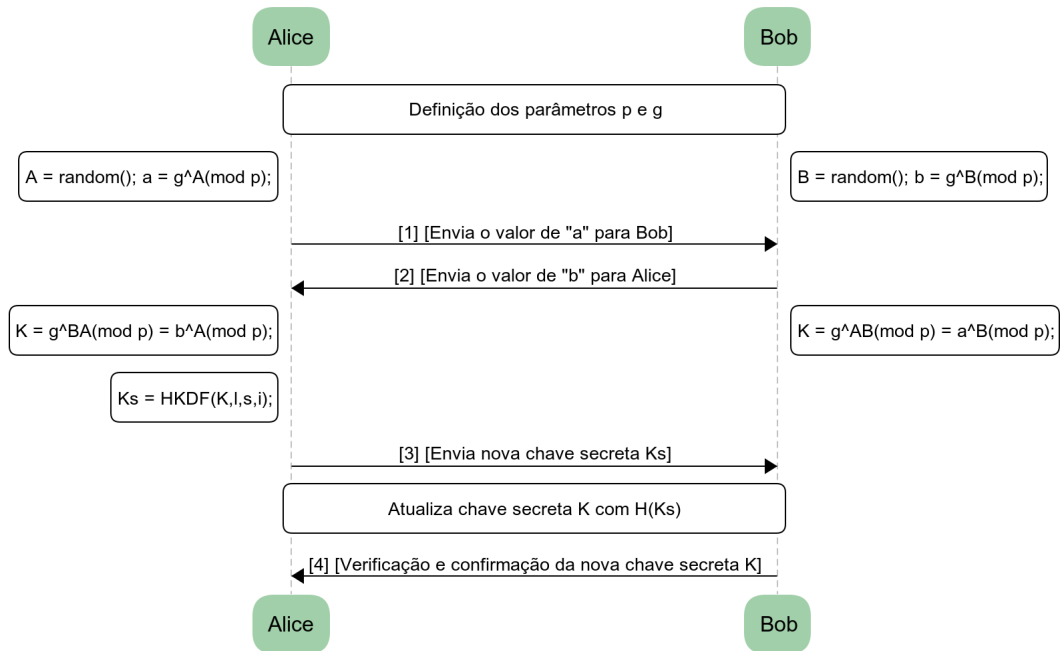 Alice
Bob
Definição dos parâmetros p e g
A = random(); a = g^A(mod p);
B = random(); b = g^B(mod p);
[1] [Envia o valor de "a" para Bob]
[2] [Envia o valor de "b" para Alice]
K = g^BA(mod p) = b^A(mod p);
K = g^AB(mod p) = a^B(mod p);
Ks = HKDF(K,l,s,i);
[3] [Envia nova chave secreta Ks]
Atualiza chave secreta K com H(Ks)
[4] [Verificação e confirmação da nova chave secreta K]
Alice
Bob